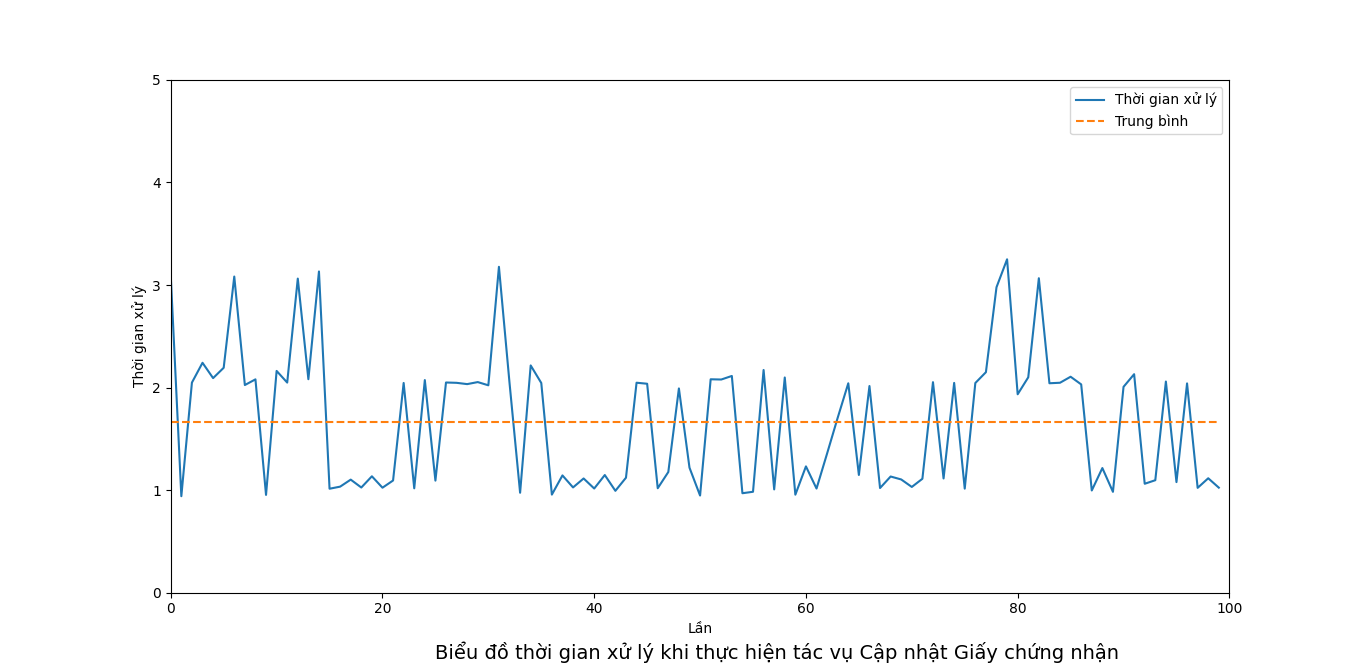 5
4
3
2
1
0
Thời gian xử lý
Thời gian xử lý
Trung bình
0 20 40 60 80 100
Lần
Biểu đồ thời gian xử lý khi thực hiện tác vụ Cập nhật Giấy chứng nhận